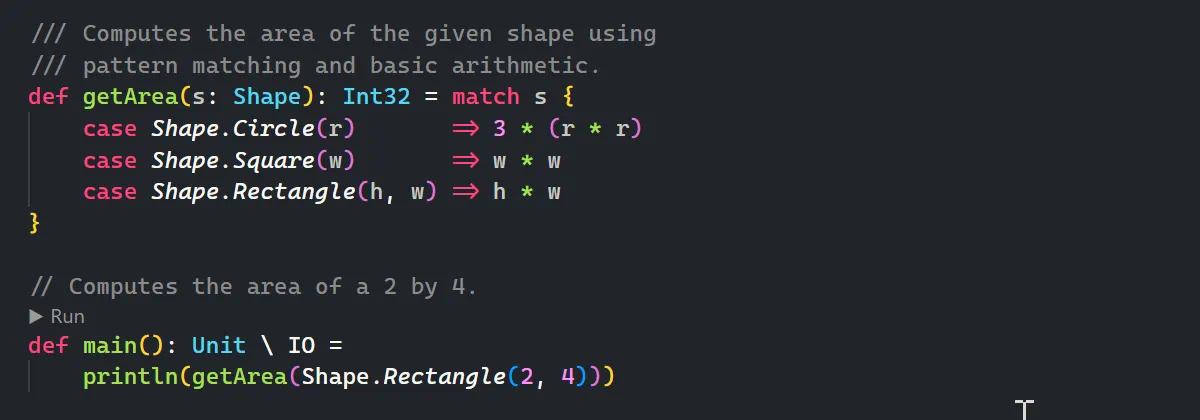 /// Computes the area of the given shape using
/// pattern matching and basic arithmetic.
def getArea(s: Shape): Int32 = match s {
    case Shape.Circle(r)       => 3 * (r * r)
    case Shape.Square(w)       => w * w
    case Shape.Rectangle(h, w) => h * w
}
// Computes the area of a 2 by 4.
▶ Run
def main(): Unit \ IO =
    println(getArea(Shape.Rectangle(2, 4)))